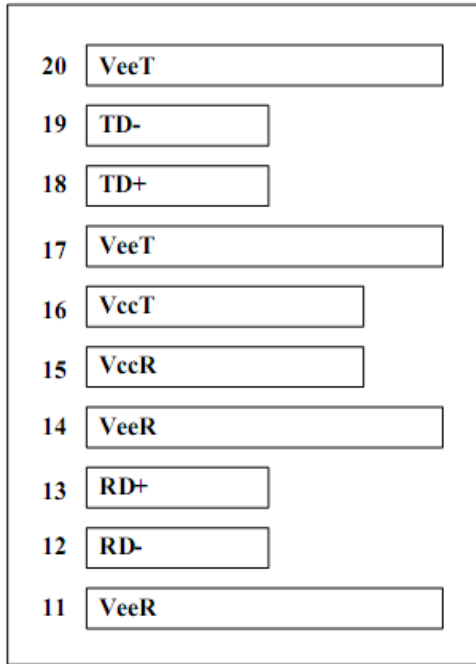 20 VeeT
19 TD-
18 TD+
17 VeeT
16 VccT
15 VccR
14 VeeR
13 RD+
12 RD-
11 VeeR